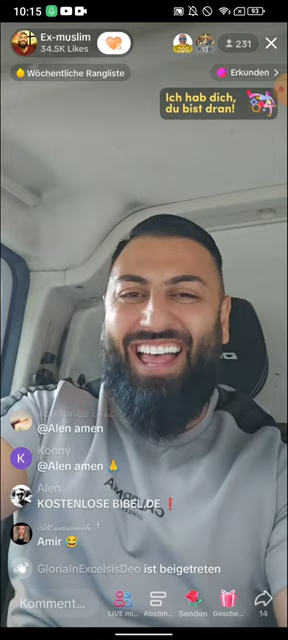 10:15
93
Ex-muslim
34.5K Likes
231
Wöchentliche Rangliste
Erkunden >
Ich hab dich,
du bist dran!
@Alen amen
K
Konny
@Alen amen 🙏
Alen
KOSTENLOSE BIBEL.DE ❗
Amir 😂
GloriaInExcelsisDeo ist beigetreten
Komment...
LIVE mi...
Abstim...
Senden
Gesche...
14